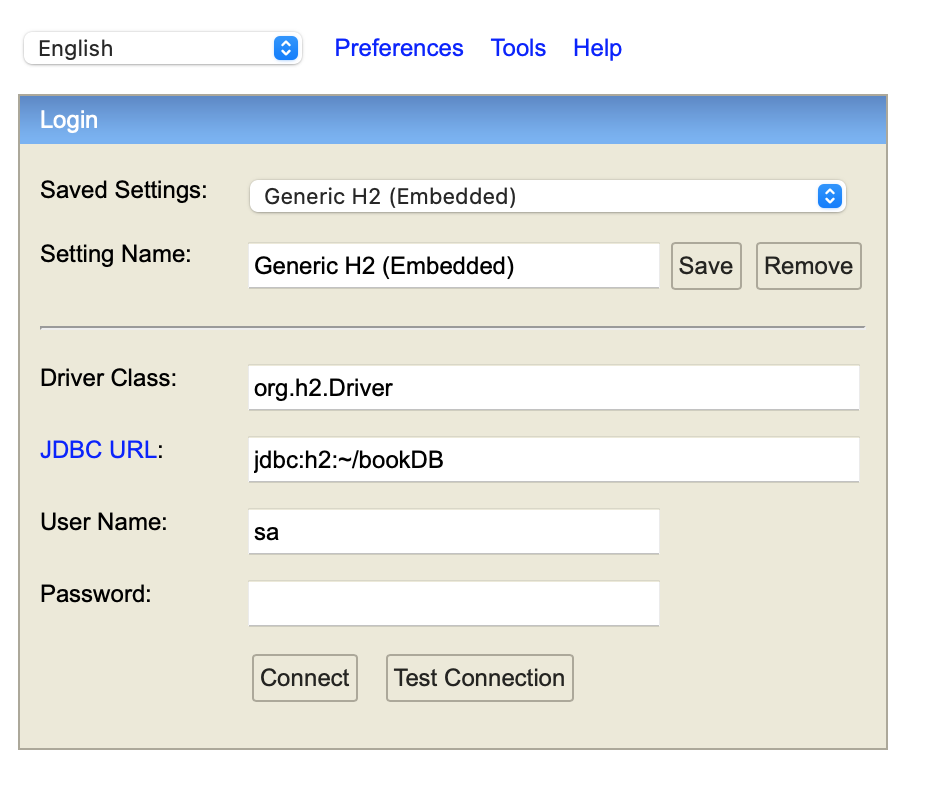 English Preferences Tools Help
Login
Saved Settings: Generic H2 (Embedded)
Setting Name: Generic H2 (Embedded) Save Remove
Driver Class: org.h2.Driver
JDBC URL: jdbc:h2:~/bookDB
User Name: sa
Password:
Connect Test Connection